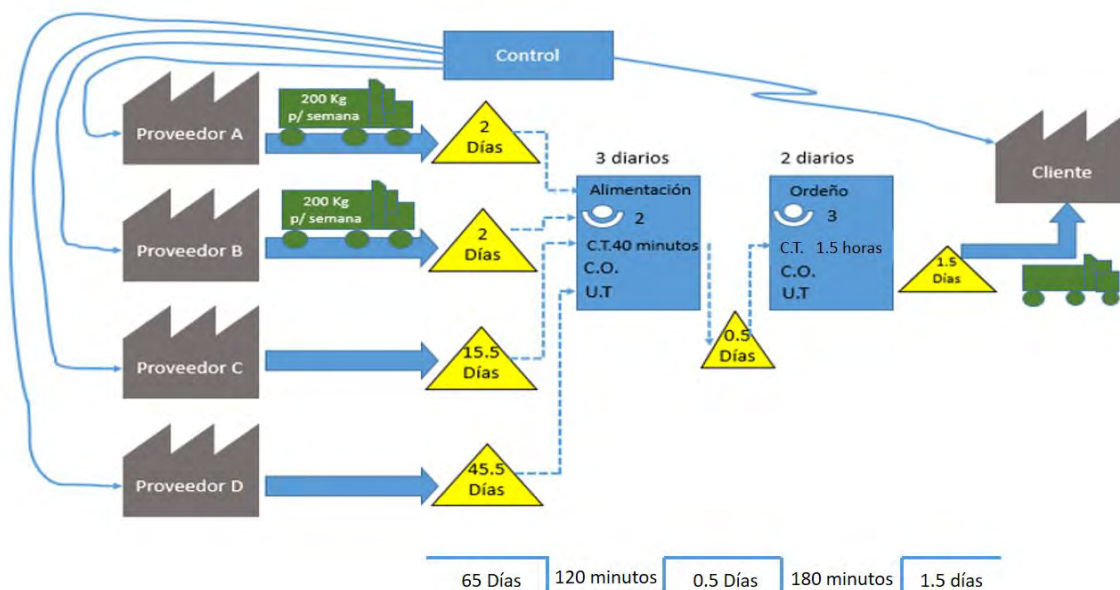 Control
Proveedor A
200 Kg
p/ semana
2
Días
Proveedor B
200 Kg
p/ semana
2
Días
Proveedor C
15.5
Días
Proveedor D
45.5
Días
3 diarios
Alimentación
2
C.T.40 minutos
C.O.
U.T
0.5
Días
2 diarios
Ordeño
3
C.T. 1.5 horas
C.O.
U.T
1.5
Días
Cliente
65 Días
120 minutos
0.5 Días
180 minutos
1.5 días